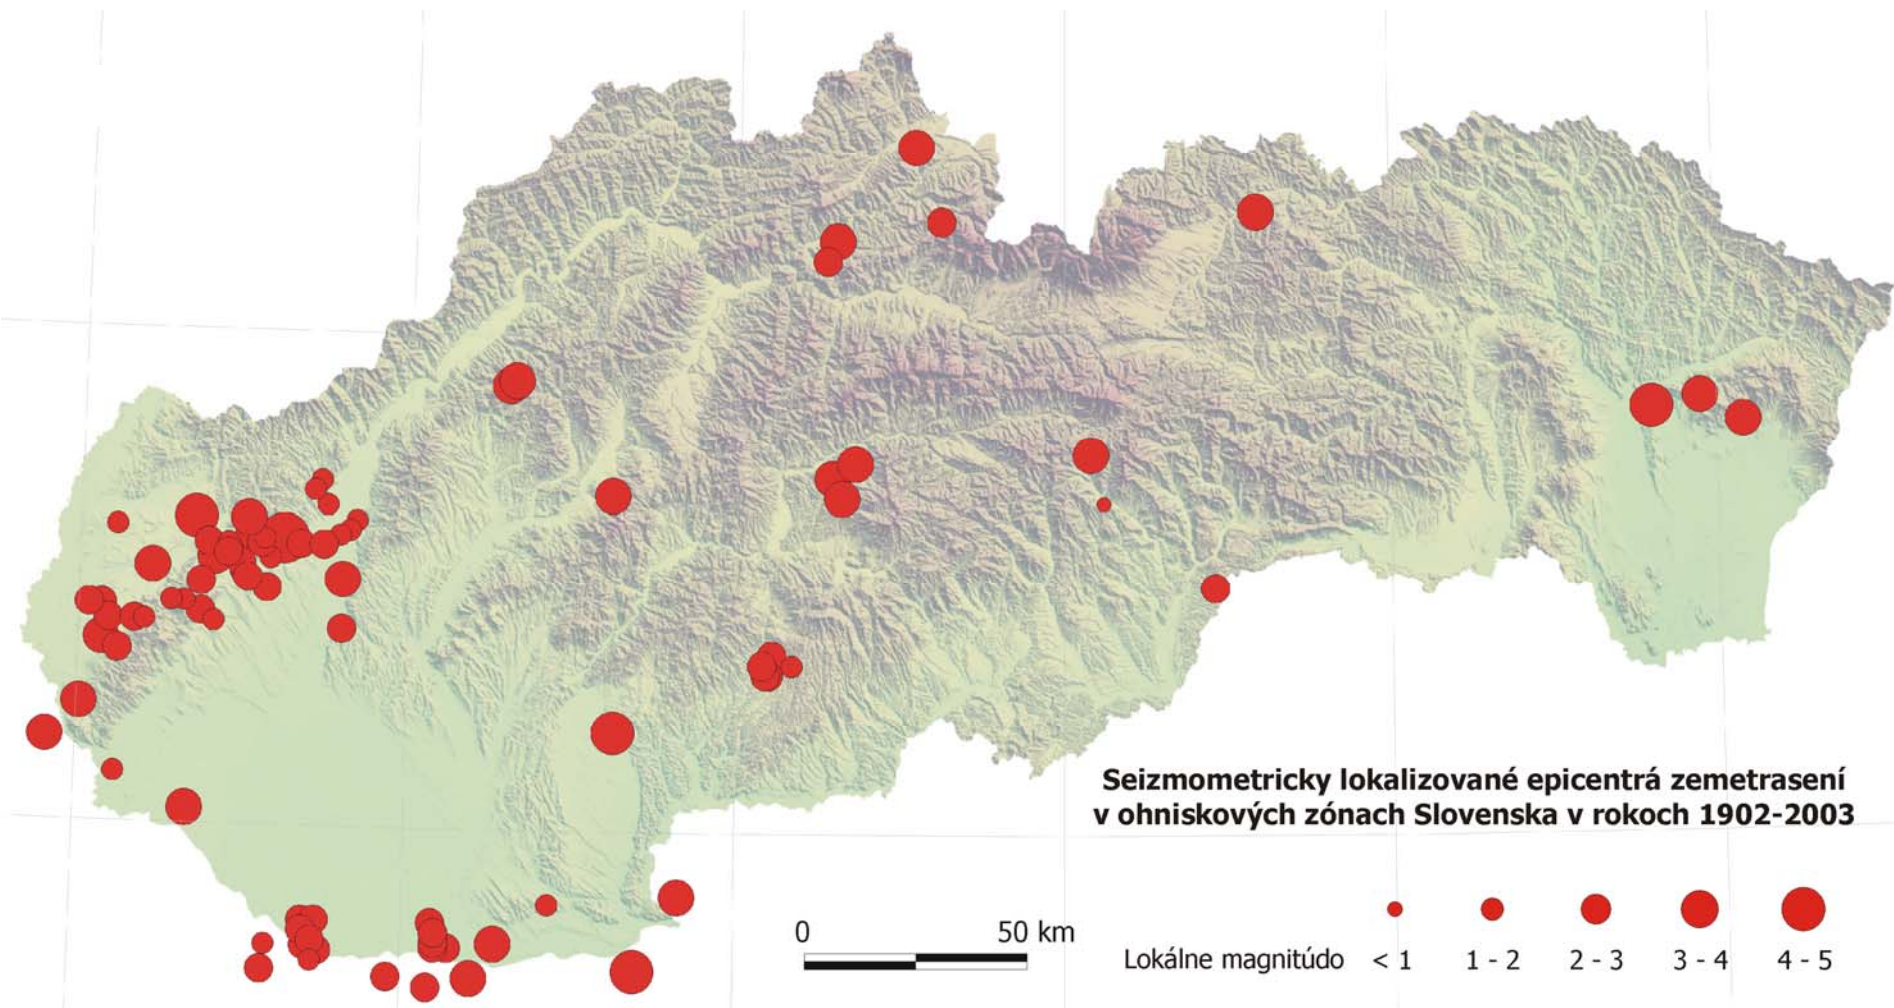 Seizmometricky lokalizované epicentrá zemetrasení
v ohniskových zónach Slovenska v rokoch 1902-2003
0 50 km
Lokálne magnitúdo < 1 1 - 2 2 - 3 3 - 4 4 - 5